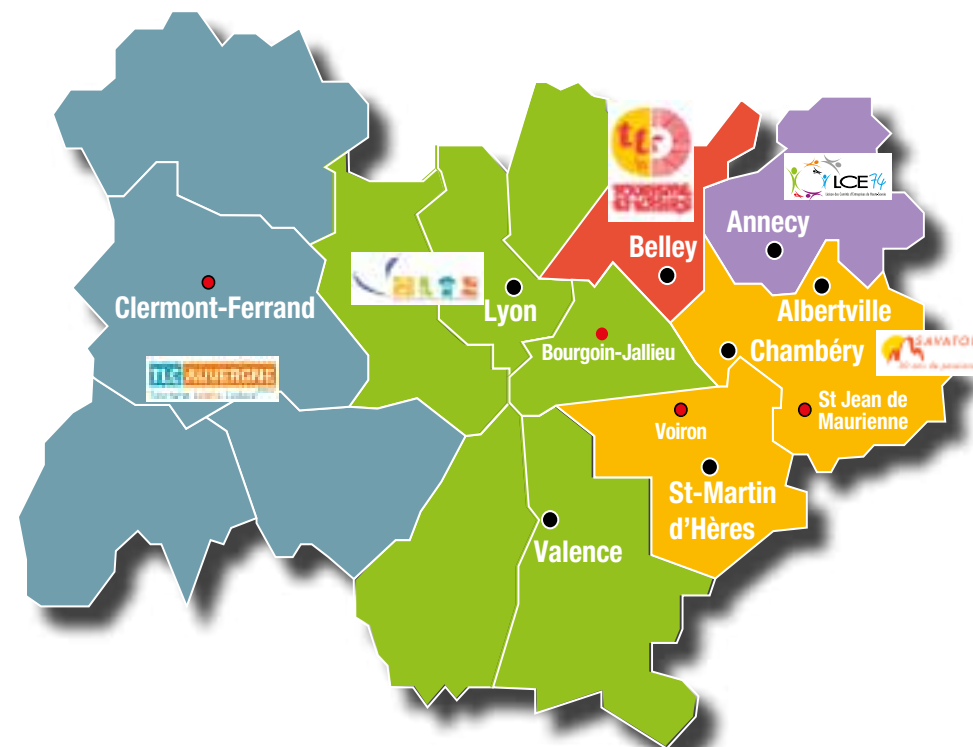 LCE74
Annecy
Belley
Albertville
Clermont-Ferrand
Lyon
Bourgoin-Jallieu
Chambéry
SAVATOU
TLC AUVERGNE
St Jean de
Maurienne
Voiron
St-Martin
d'Hères
Valence